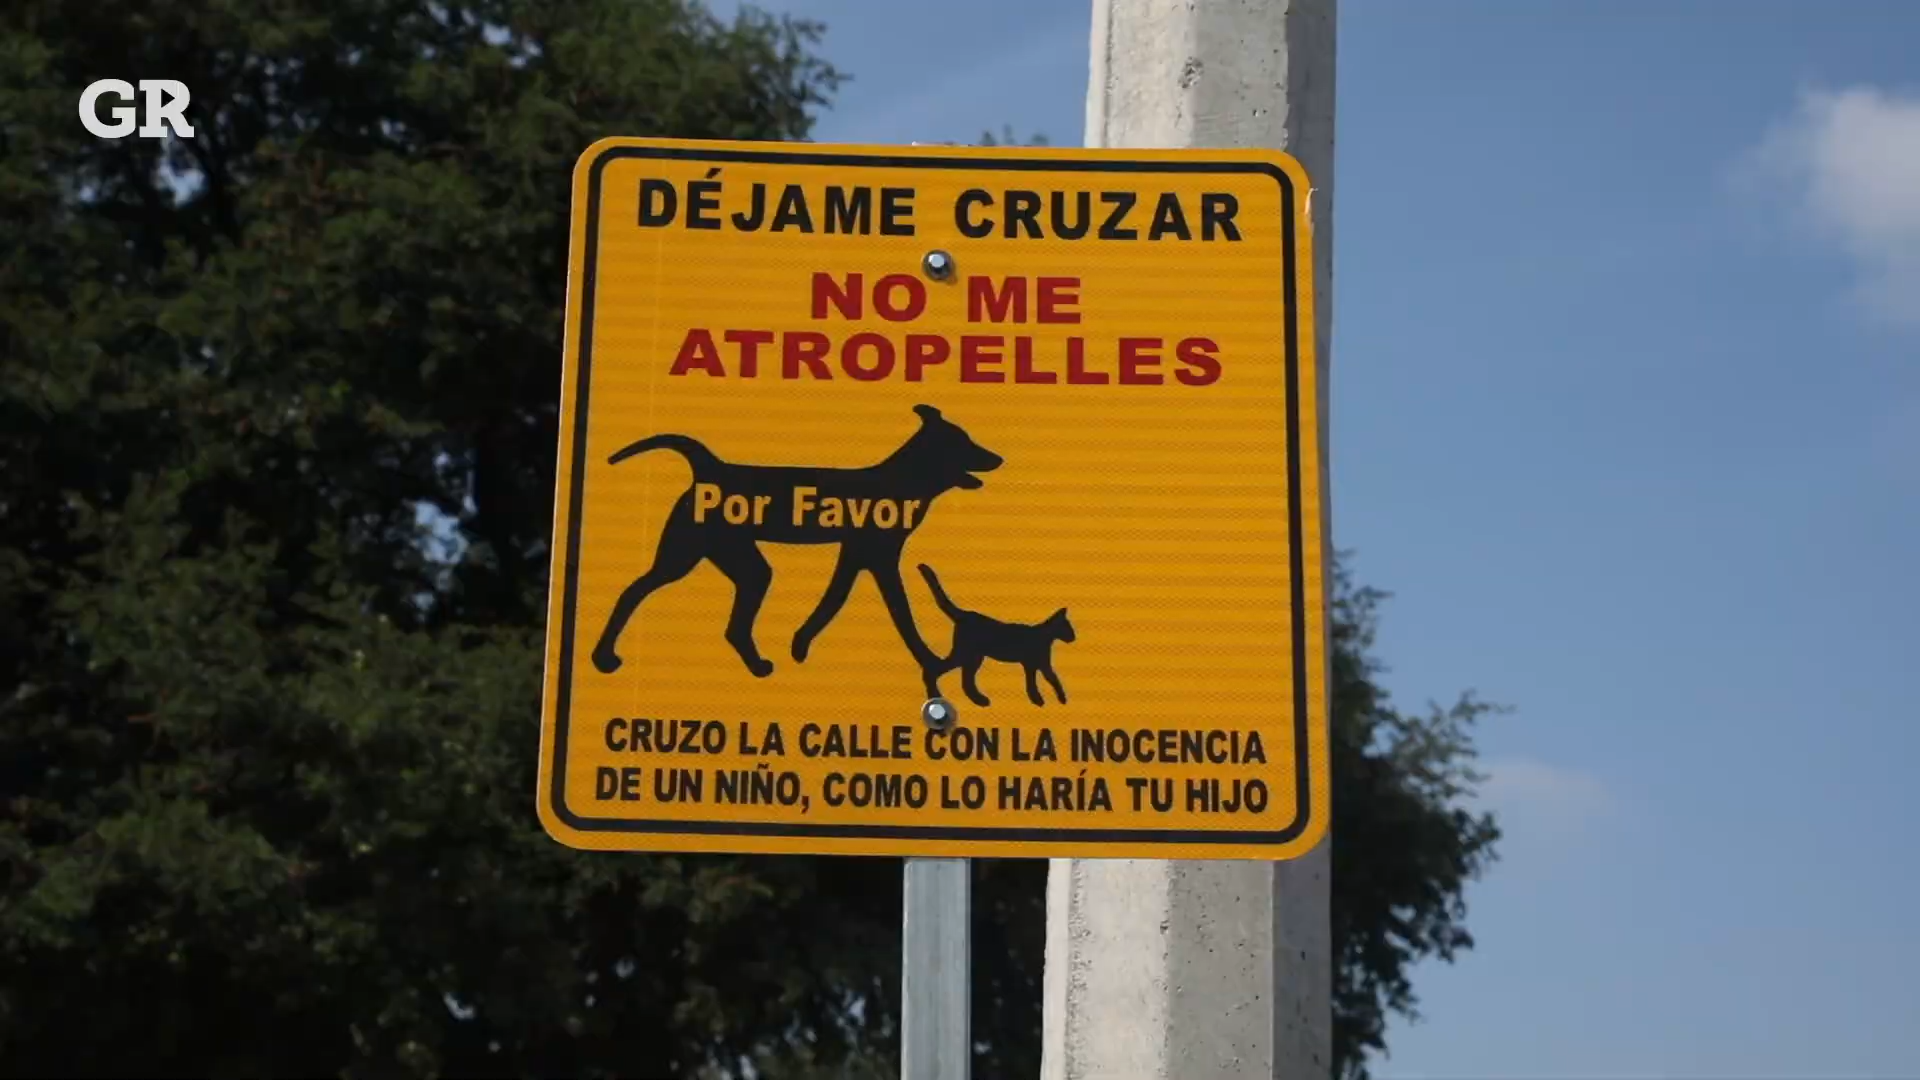 GR
DÉJAME CRUZAR
NO ME
ATROPELLES
Por Favor
CRUZO LA CALLE CON LA INOCENCIA
DE UN NIÑO, COMO LO HARÍA TU HIJO